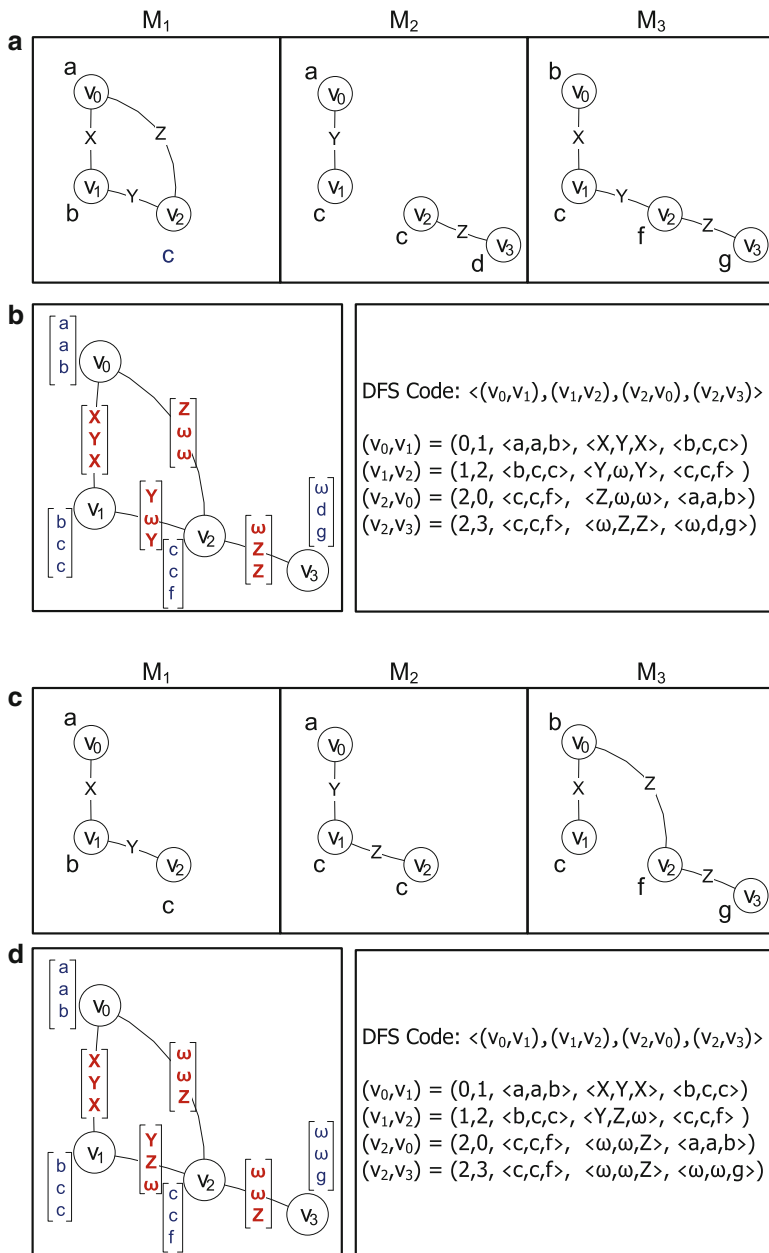 M₁ M₂ M₃
a
a
v₀
X
Z
v₁
Y
v₂
b
c
a
v₀
Y
v₁
c
v₂
c
Z
v₃
d
b
v₀
X
v₁
c
Y
v₂
f
Z
v₃
g
b
a
a
b
v₀
X
Y
X
Z
ω
ω
v₁
b
c
c
Y
ω
Y
v₂
c
c
f
ω
Z
Z
v₃
ω
d
g
DFS Code: <(v₀,v₁),(v₁,v₂),(v₂,v₀),(v₂,v₃)>
(v₀,v₁) = (0,1, <a,a,b>, <X,Y,X>, <b,c,c>)
(v₁,v₂) = (1,2, <b,c,c>, <Y,ω,Y>, <c,c,f> )
(v₂,v₀) = (2,0, <c,c,f>, <Z,ω,ω>, <a,a,b>)
(v₂,v₃) = (2,3, <c,c,f>, <ω,Z,Z>, <ω,d,g>)
M₁ M₂ M₃
c
a
v₀
X
v₁
b
Y
v₂
c
a
v₀
Y
v₁
c
Z
v₂
c
b
v₀
X
Z
v₁
c
v₂
f
Z
v₃
g
d
a
a
b
v₀
X
Y
X
ω
ω
Z
v₁
b
c
c
Y
Z
ω
v₂
c
c
f
ω
ω
Z
v₃
ω
ω
g
DFS Code: <(v₀,v₁),(v₁,v₂),(v₂,v₀),(v₂,v₃)>
(v₀,v₁) = (0,1, <a,a,b>, <X,Y,X>, <b,c,c>)
(v₁,v₂) = (1,2, <b,c,c>, <Y,Z,ω>, <c,c,f> )
(v₂,v₀) = (2,0, <c,c,f>, <ω,ω,Z>, <a,a,b>)
(v₂,v₃) = (2,3, <c,c,f>, <ω,ω,Z>, <ω,ω,g>)